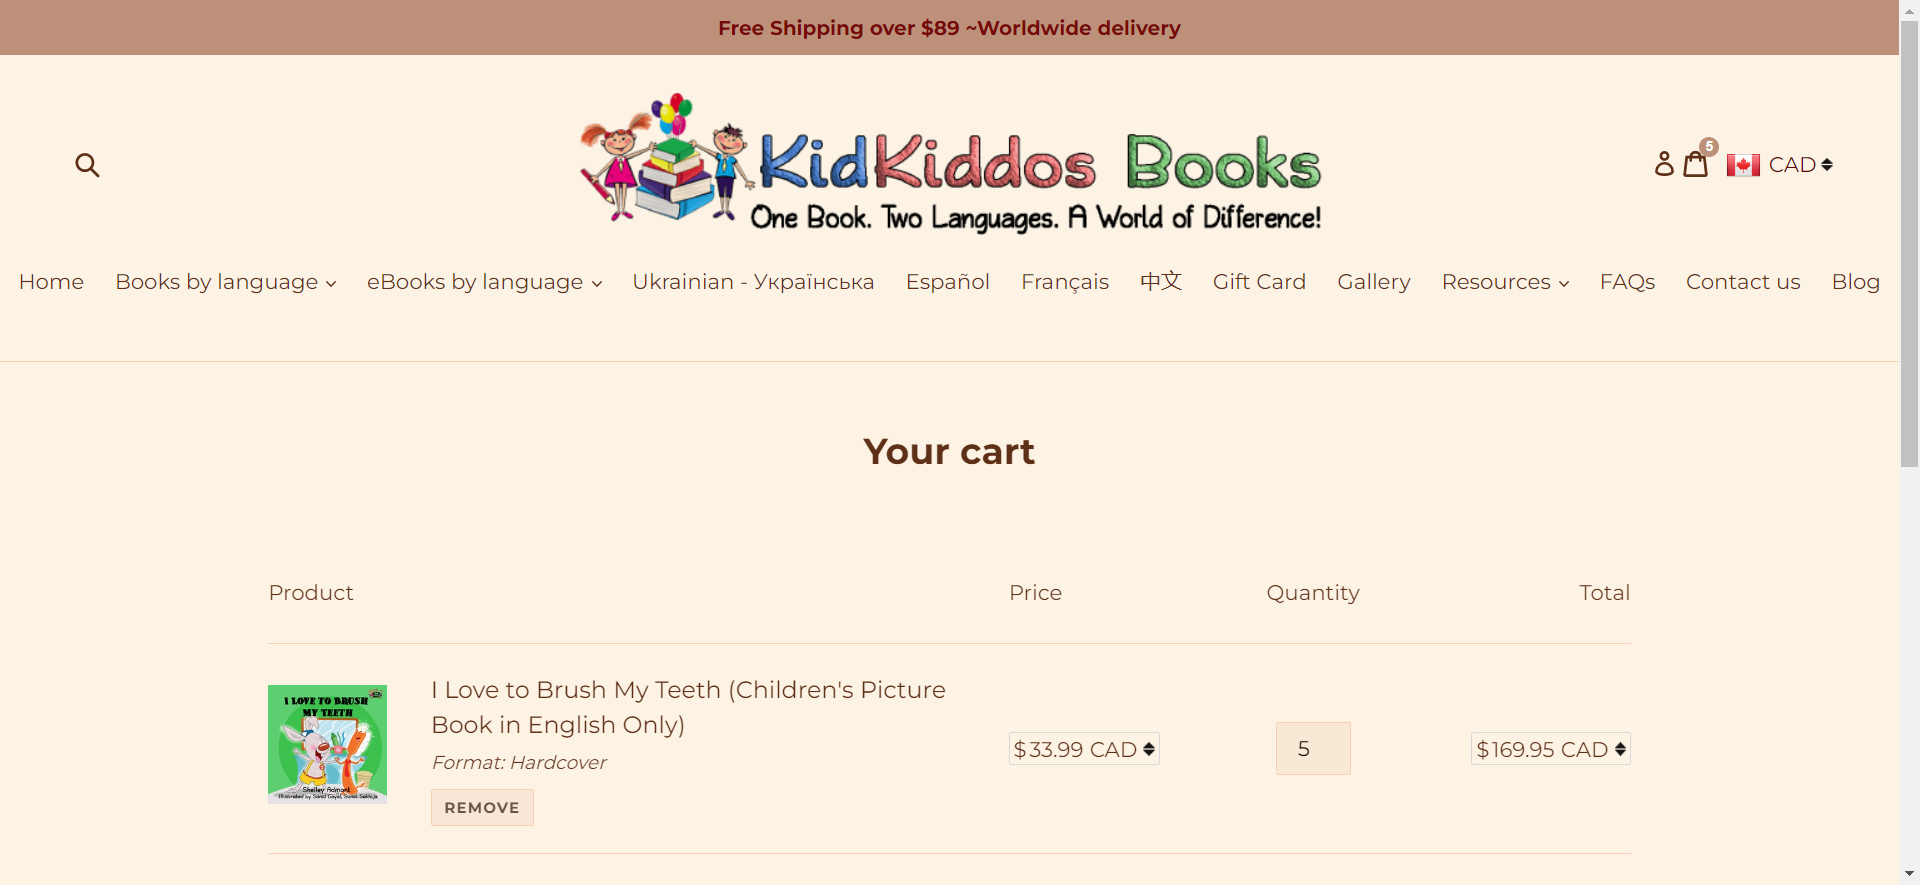 Free Shipping over $89 ~Worldwide delivery
KidKiddos Books
One Book. Two Languages. A World of Difference!
5
CAD
Home Books by language eBooks by language Ukrainian - Українська Español Français 中文 Gift Card Gallery Resources FAQs Contact us Blog
Your cart
Product Price Quantity Total
I LOVE TO BRUSH
MY TEETH
Shelley Admont
I Love to Brush My Teeth (Children's Picture
Book in English Only)
Format: Hardcover
REMOVE
$33.99 CAD
5
$169.95 CAD